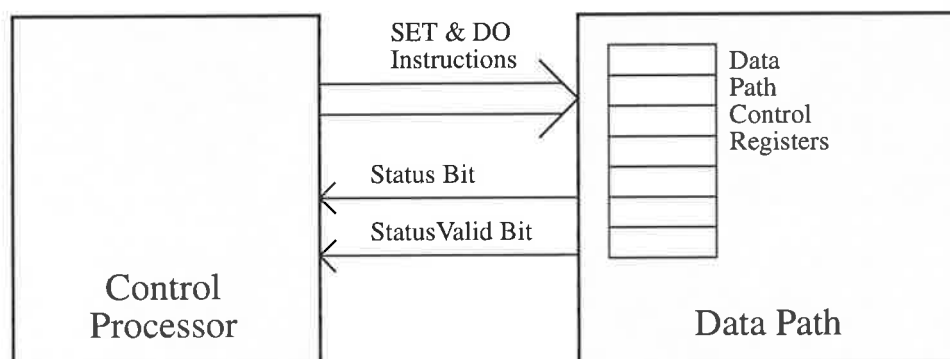 SET & DO
Instructions
Data
Path
Control
Registers
Status Bit
StatusValid Bit
Control
Processor
Data Path